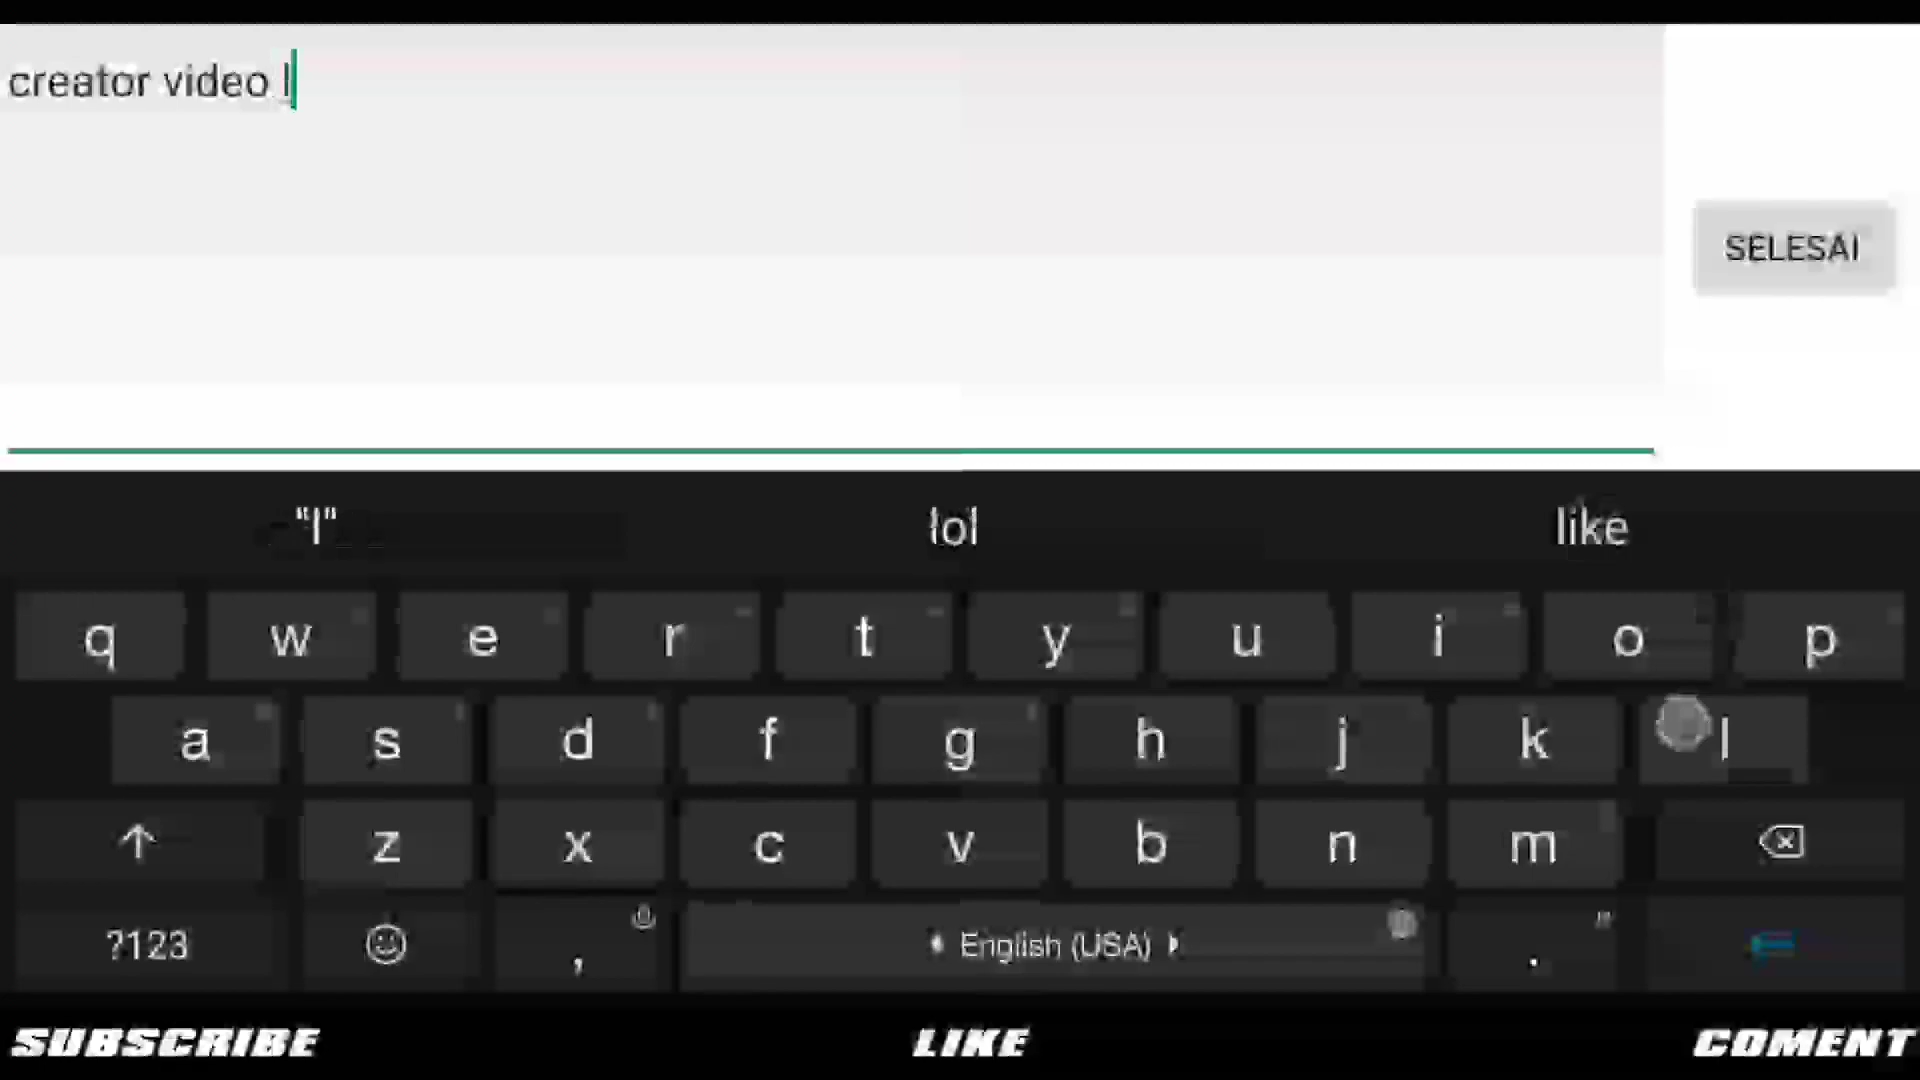 creator video l
SELESAI
"l" lol like
q w e r t y u i o p
a s d f g h j k l
z x c v b n m
?123 , English (USA) .
SUBSCRIBE LIKE COMENT